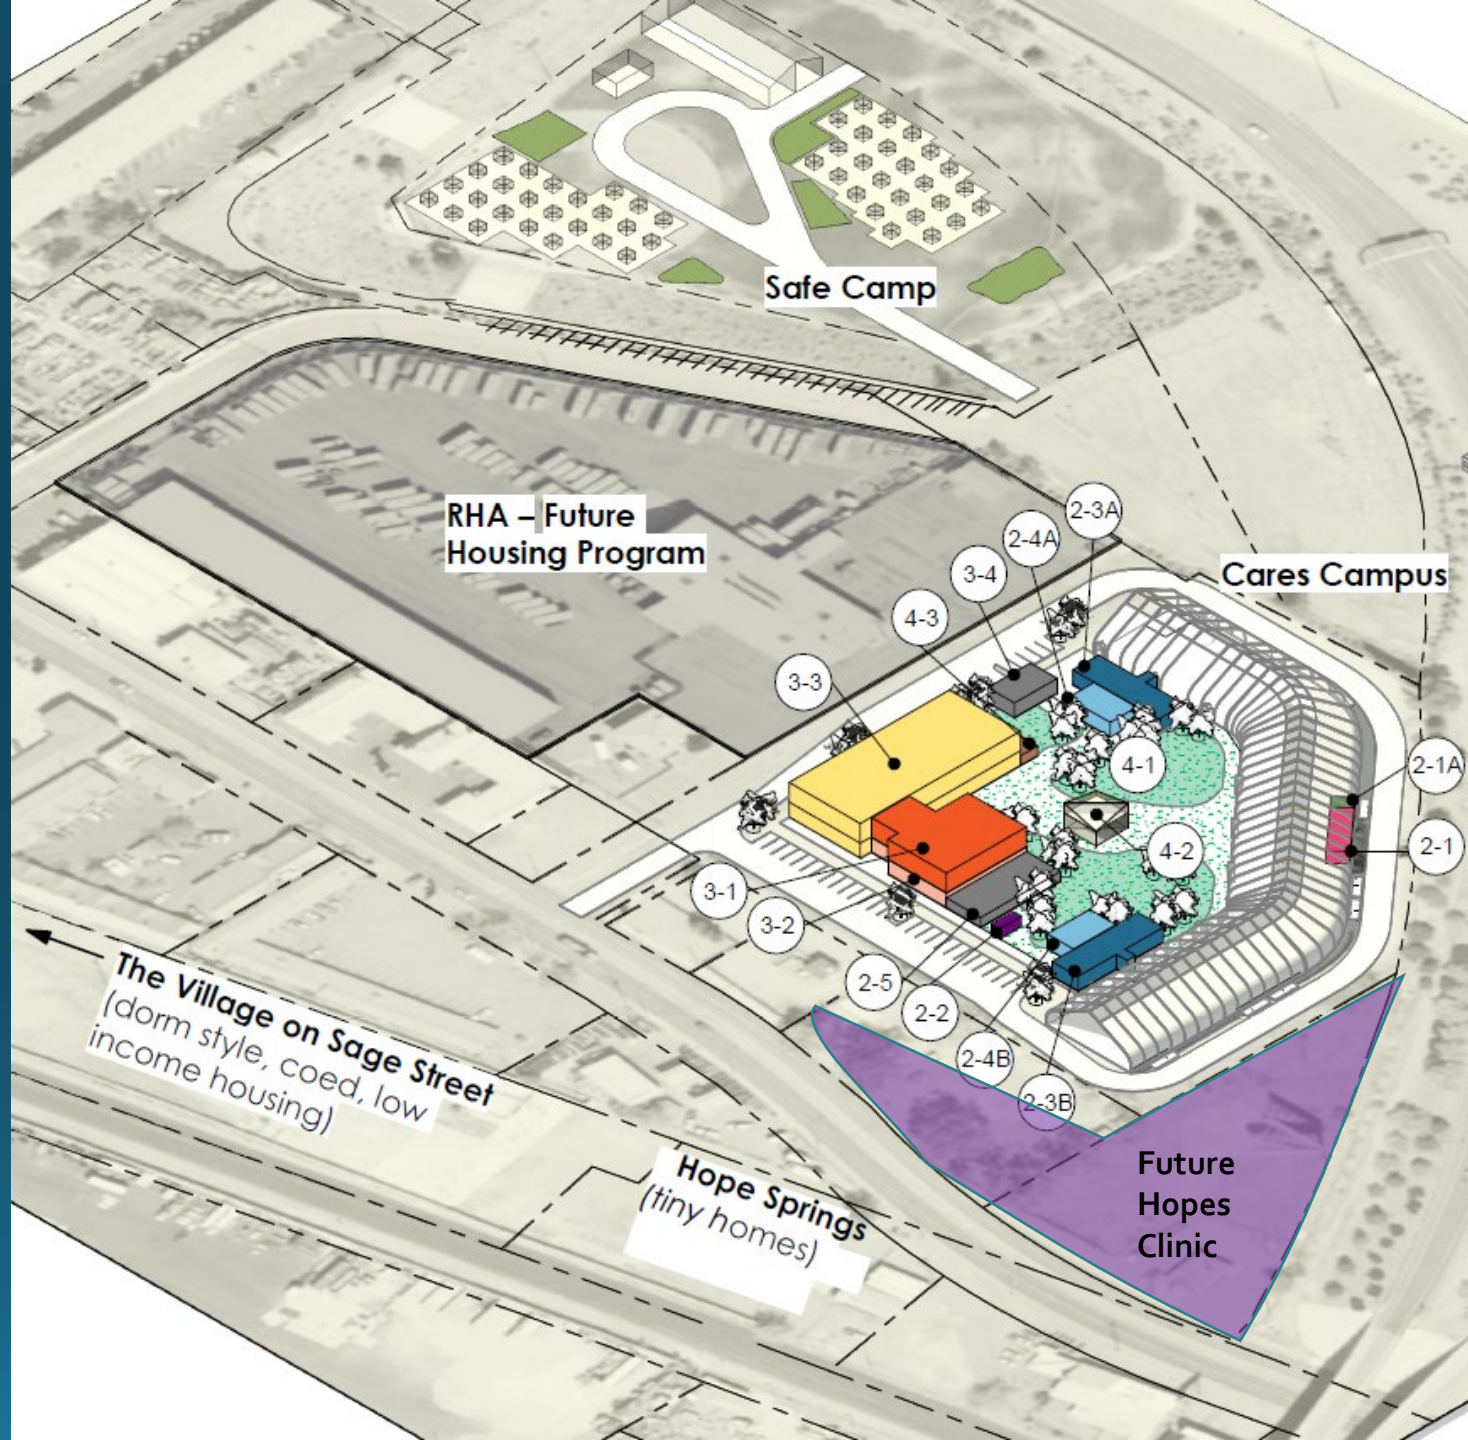 Safe Camp
RHA – Future
Housing Program
2-3A
2-4A
3-4
Cares Campus
4-3
3-3
4-1
2-1A
2-1
4-2
3-1
3-2
2-5
2-2
2-4B
2-3B
The Village on Sage Street
(dorm style, coed, low
income housing)
Hope Springs
(tiny homes)
Future
Hopes
Clinic